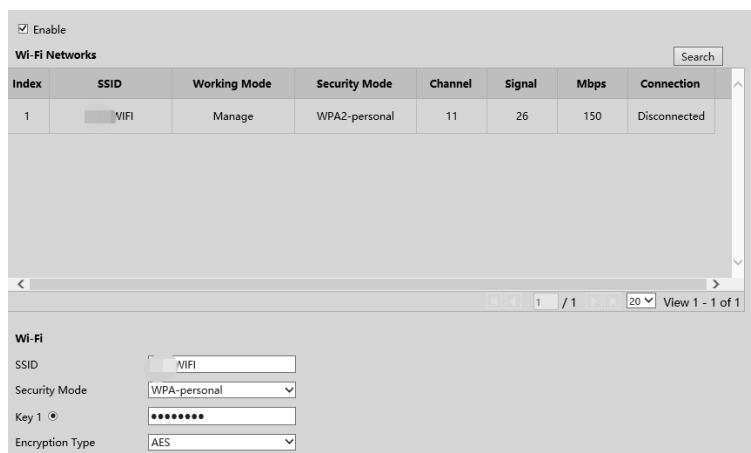 Enable
Wi-Fi Networks
Search
Index SSID Working Mode Security Mode Channel Signal Mbps Connection
1 WIFI Manage WPA2-personal 11 26 150 Disconnected
1 / 1 20 View 1 - 1 of 1
Wi-Fi
SSID WIFI
Security Mode WPA-personal
Key 1 ••••••••
Encryption Type AES